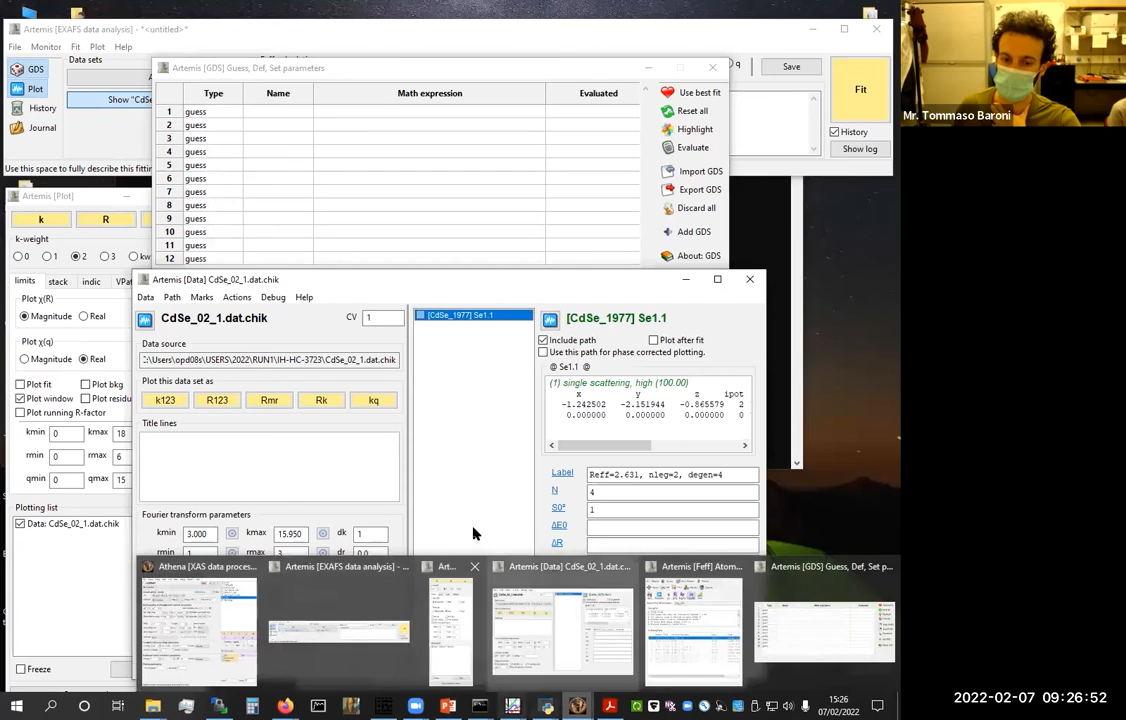 Artemis [EXAFS data analysis] - *<untitled>*
File Monitor Fit Plot Help
GDS
Plot
History
Journal
Data sets
Show "CdSe
Use this space to fully describe this fittin
q
Save
Fit
History
Show log
Artemis [GDS] Guess, Def, Set parameters
Type Name Math expression Evaluated
1 guess
2 guess
3 guess
4 guess
5 guess
6 guess
7 guess
8 guess
9 guess
10 guess
11 guess
12 guess
Use best fit
Reset all
Highlight
Evaluate
Import GDS
Export GDS
Discard all
Add GDS
About: GDS
Artemis [Plot]
k R
k-weight
0 1 2 3 kw
limits stack indic VPat
Plot χ(R)
Magnitude Real
Plot χ(q)
Magnitude Real
Plot fit Plot bkg
Plot window Plot residu
Plot running R-factor
kmin 0 kmax 18
rmin 0 rmax 6
qmin 0 qmax 15
Plotting list
Data: CdSe_02_1.dat.chik
Freeze
Artemis [Data] CdSe_02_1.dat.chik
Data Path Marks Actions Debug Help
CdSe_02_1.dat.chik
CV 1
Data source
:\Users\opd08s\USERS\2022\RUN1\IH-HC-3723\CdSe_02_1.dat.chik
Plot this data set as
k123 R123 Rmr Rk kq
Title lines
Fourier transform parameters
kmin 3.000 kmax 15.950 dk 1
rmin 1 rmax 3 dr 0.0
[CdSe_1977] Se1.1
[CdSe_1977] Se1.1
Include path Plot after fit
Use this path for phase corrected plotting.
@ Se1.1 @
(1) single scattering, high (100.00)
x y z ipot
-1.242502 -2.151944 -0.865579 2
0.000000 0.000000 0.000000 0
Label Reff=2.631, nleg=2, degen=4
N 4
S0² 1
ΔE0
ΔR
Athena [XAS data proces...
Artemis [EXAFS data analysis] - ...
Art...
Artemis [Data] CdSe_02_1.dat.c...
Artemis [Feff] Atom...
Artemis [GDS] Guess, Def, Set p...
15:26
07/02/2022
Mr. Tommaso Baroni
2022-02-07 09:26:52